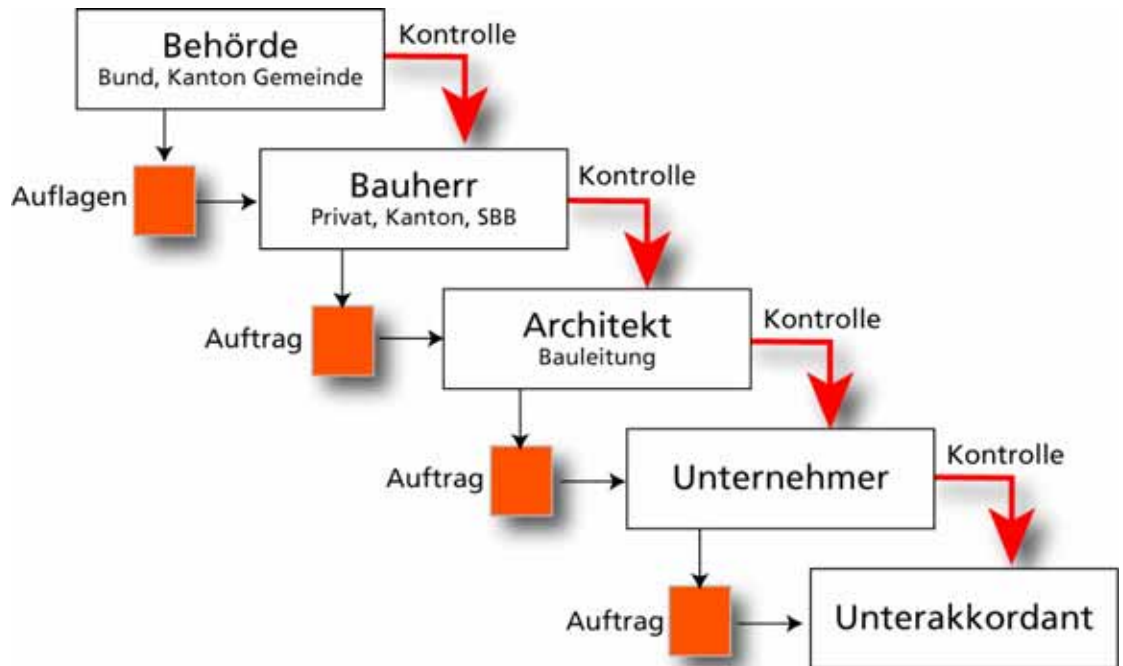 Behörde
Bund, Kanton Gemeinde
Kontrolle
Auflagen
Bauherr
Privat, Kanton, SBB
Kontrolle
Auftrag
Architekt
Bauleitung
Kontrolle
Auftrag
Unternehmer
Kontrolle
Auftrag
Unterakkordant